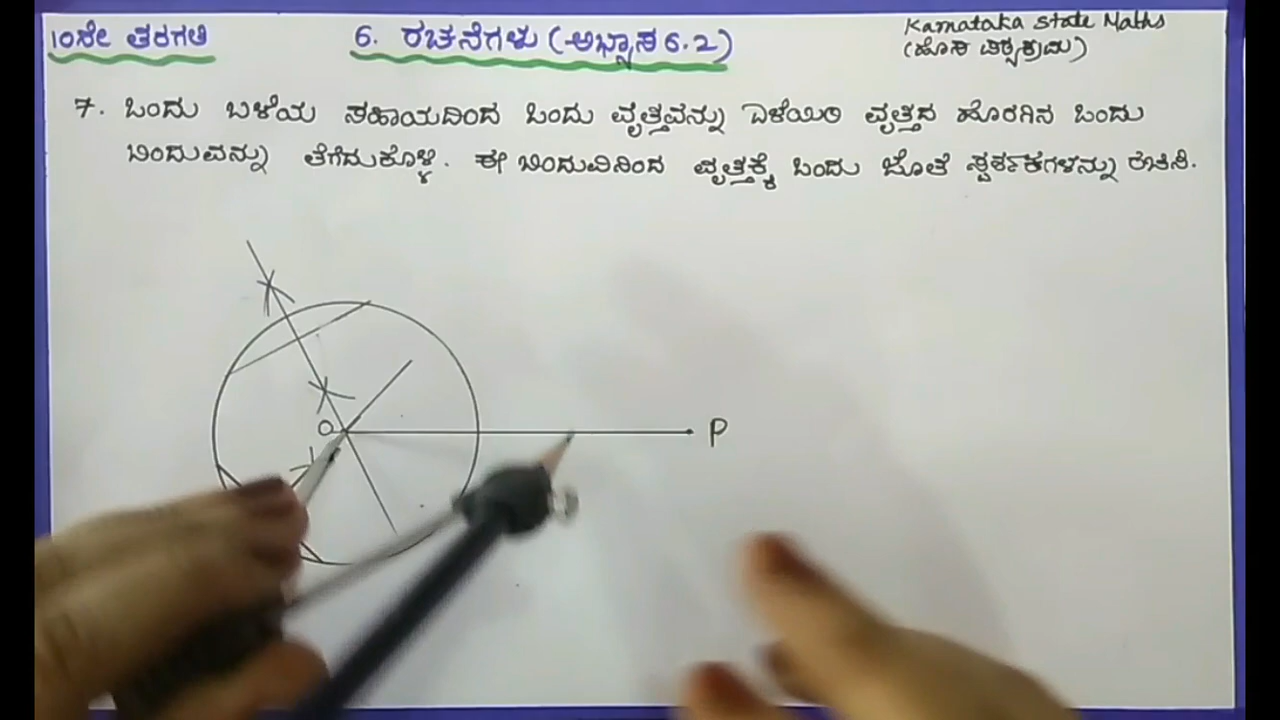 10ನೇ ತರಗತಿ
6. ರಚನೆಗಳು (ಅಭ್ಯಾಸ 6.2)
Karnataka State Maths
(ಹೊಸ ಪಠ್ಯಕ್ರಮ)
7. ಒಂದು ಬಳೆಯ ಸಹಾಯದಿಂದ ಒಂದು ವೃತ್ತವನ್ನು ಎಳೆಯಿರಿ ವೃತ್ತದ ಹೊರಗಿನ ಒಂದು
ಬಿಂದುವನ್ನು ತೆಗೆದುಕೊಳ್ಳಿ. ಈ ಬಿಂದುವಿನಿಂದ ವೃತ್ತಕ್ಕೆ ಒಂದು ಜೊತೆ ಸ್ಪರ್ಶಕಗಳನ್ನು ರಚಿಸಿ.
O
P